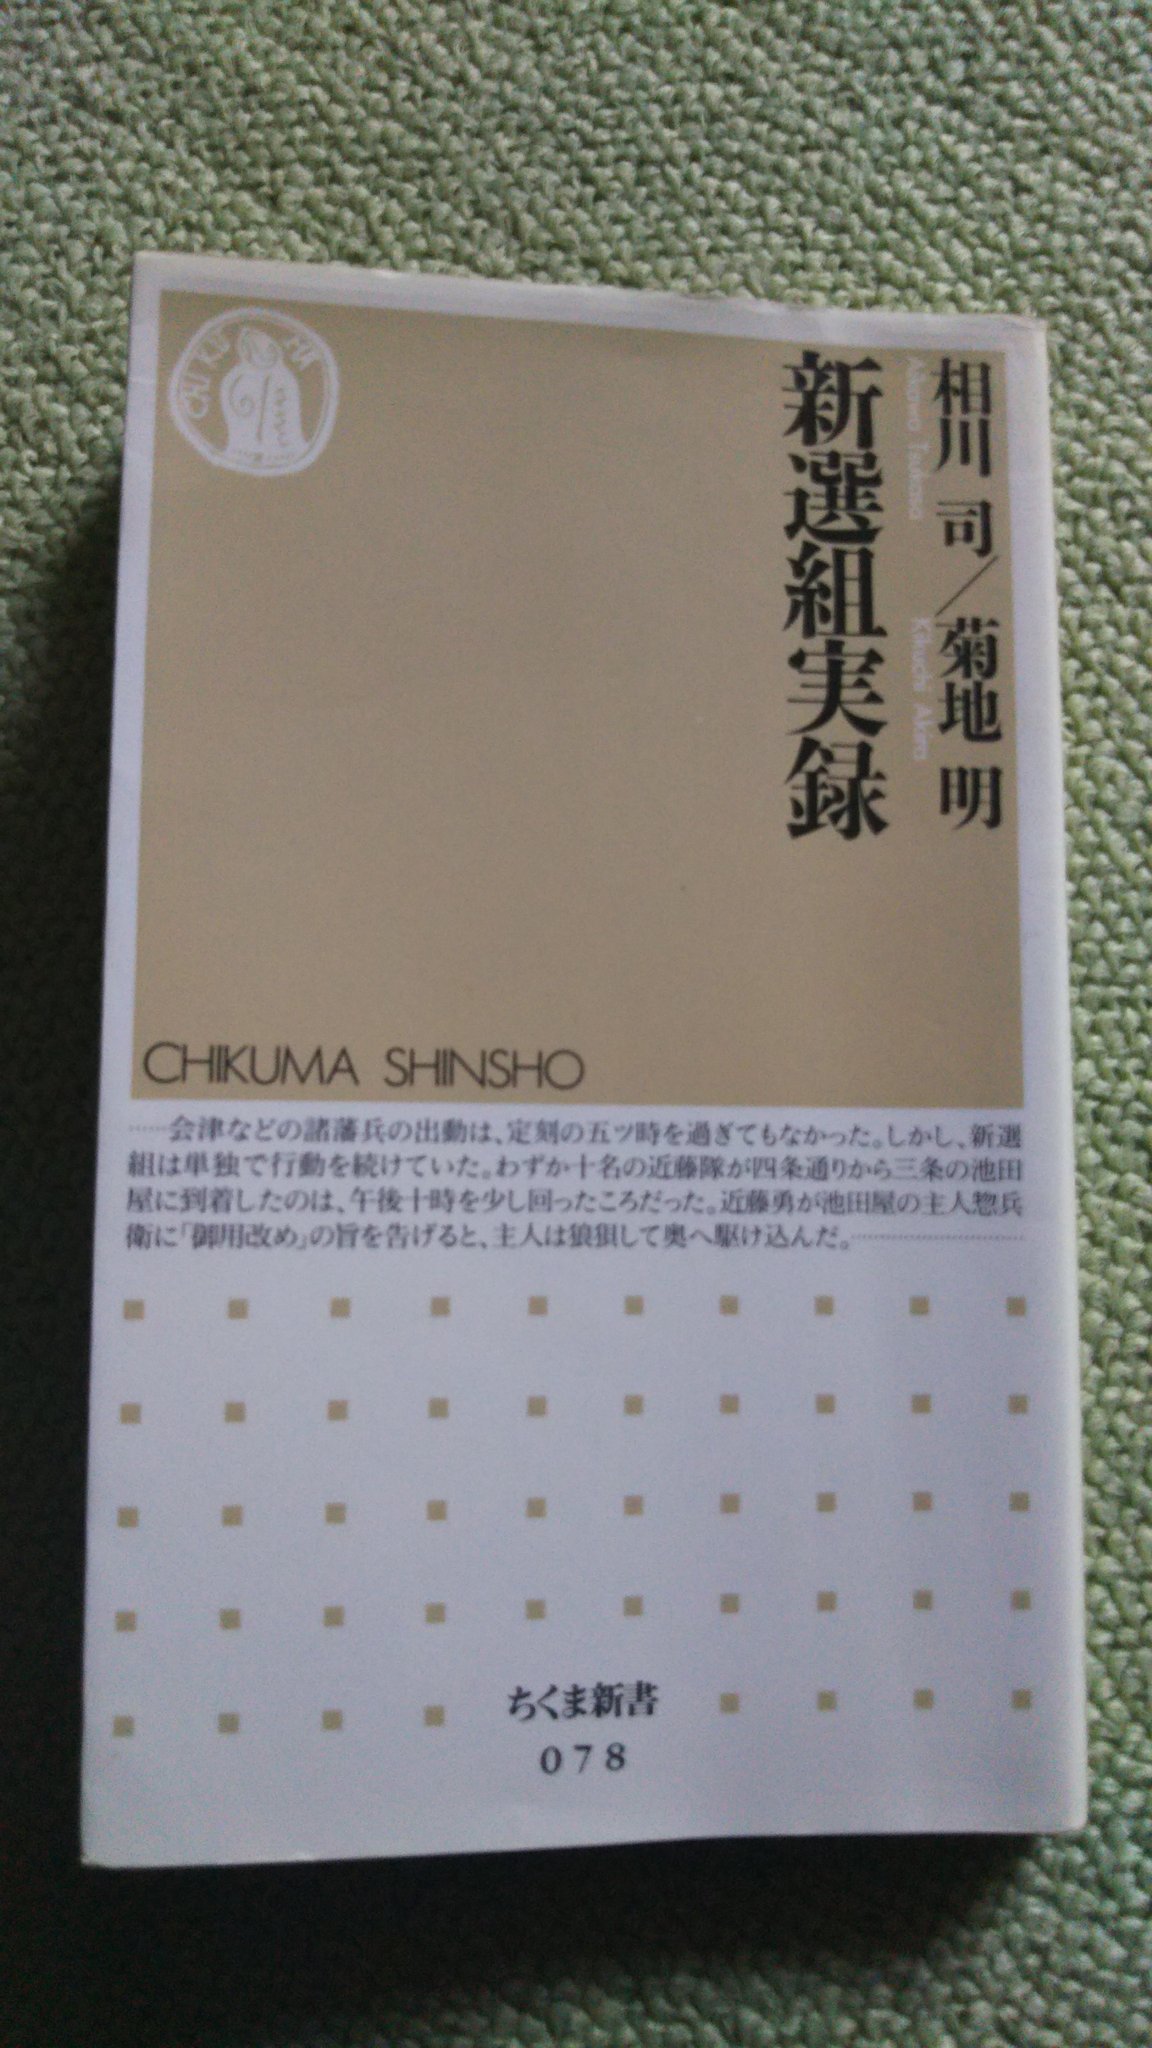 相川 司／菊地 明
Aikawa Tsukasa Kikuchi Akira
新選組実録
CHIKUMA
CHIKUMA SHINSHO
……会津などの諸藩兵の出動は、定刻の五ツ時を過ぎてもなかった。しかし、新選
組は単独で行動を続けていた。わずか十名の近藤隊が四条通りから三条の池田
屋に到着したのは、午後十時を少し回ったころだった。近藤勇が池田屋の主人惣兵
衛に「御用改め」の旨を告げると、主人は狼狽して奥へ駆け込んだ。……………………
ちくま新書
078